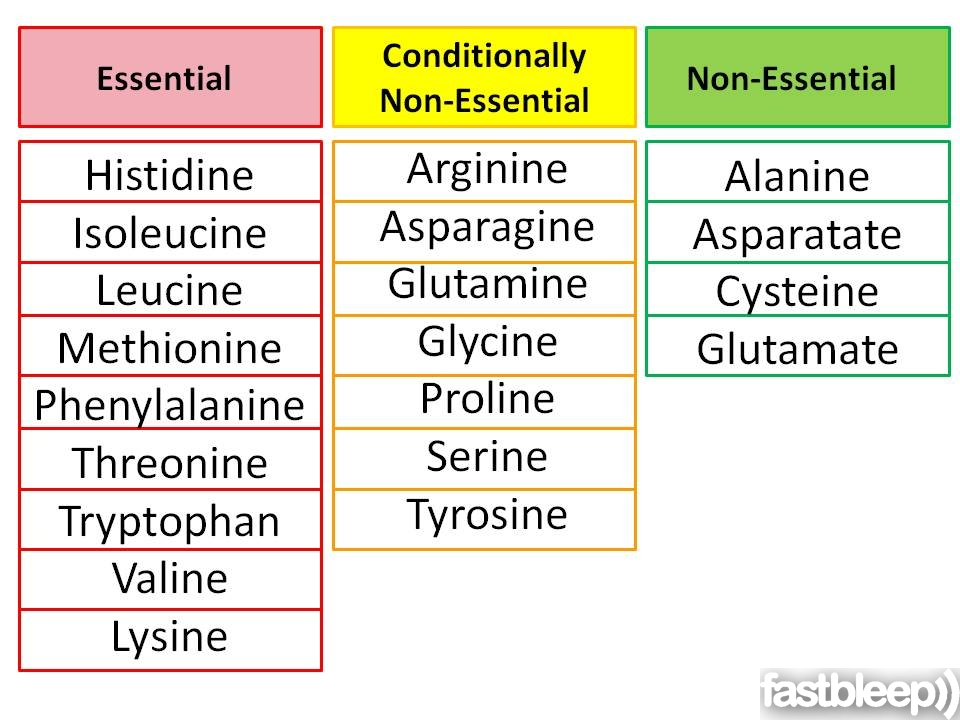 Essential
Conditionally
Non-Essential
Non-Essential
Histidine
Isoleucine
Leucine
Methionine
Phenylalanine
Threonine
Tryptophan
Valine
Lysine
Arginine
Asparagine
Glutamine
Glycine
Proline
Serine
Tyrosine
Alanine
Asparatate
Cysteine
Glutamate
fastbleep